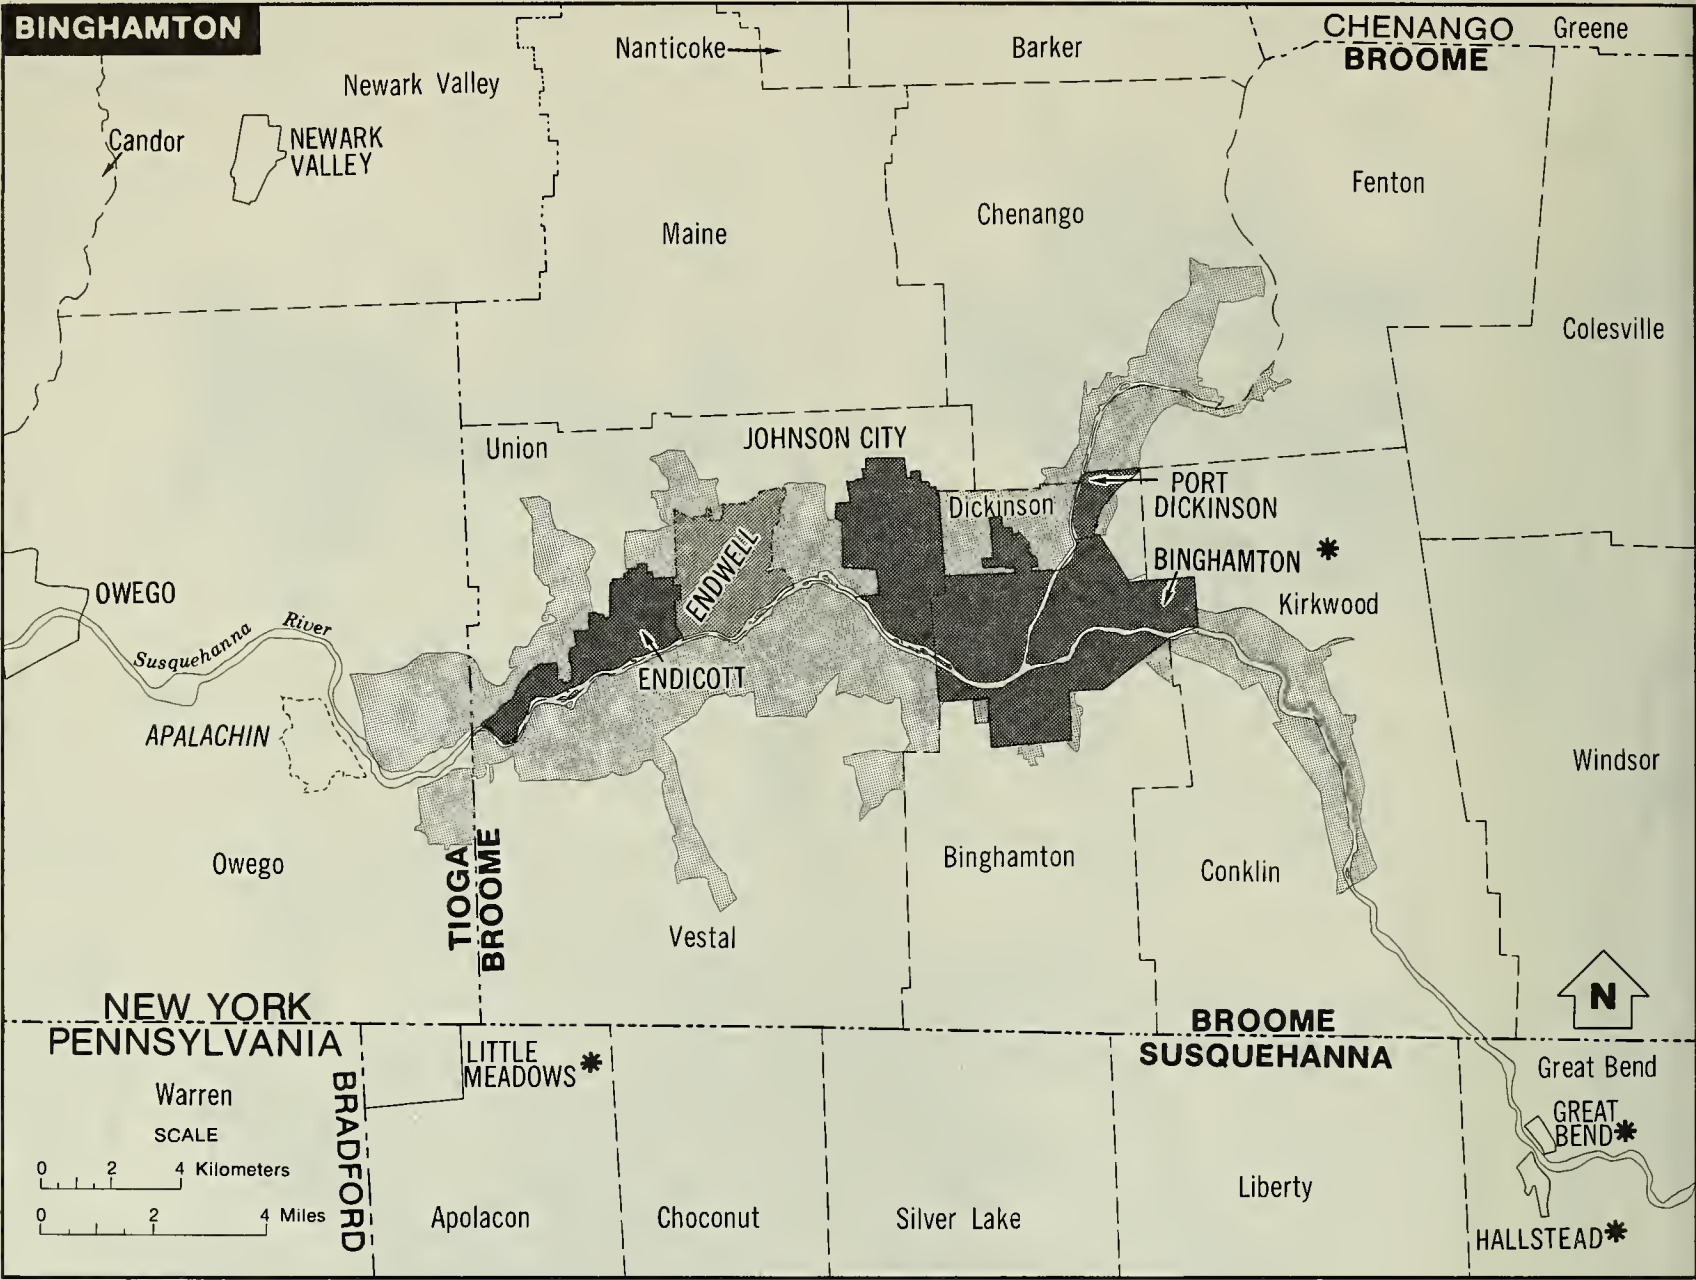 BINGHAMTON
Nanticoke
Barker
CHENANGO
BROOME
Greene
Newark Valley
Candor
NEWARK
VALLEY
Fenton
Maine
Chenango
Colesville
Union
JOHNSON CITY
Dickinson
PORT
DICKINSON
ENDWELL
BINGHAMTON *
OWEGO
Kirkwood
Susquehanna River
ENDICOTT
APALACHIN
Windsor
Owego
TIOGA
BROOME
Binghamton
Conklin
Vestal
N
NEW YORK
PENNSYLVANIA
BROOME
SUSQUEHANNA
LITTLE
MEADOWS *
Great Bend
Warren
BRADFORD
GREAT
BEND *
SCALE
0 2 4 Kilometers
0 2 4 Miles
Apolacon
Choconut
Silver Lake
Liberty
HALLSTEAD *